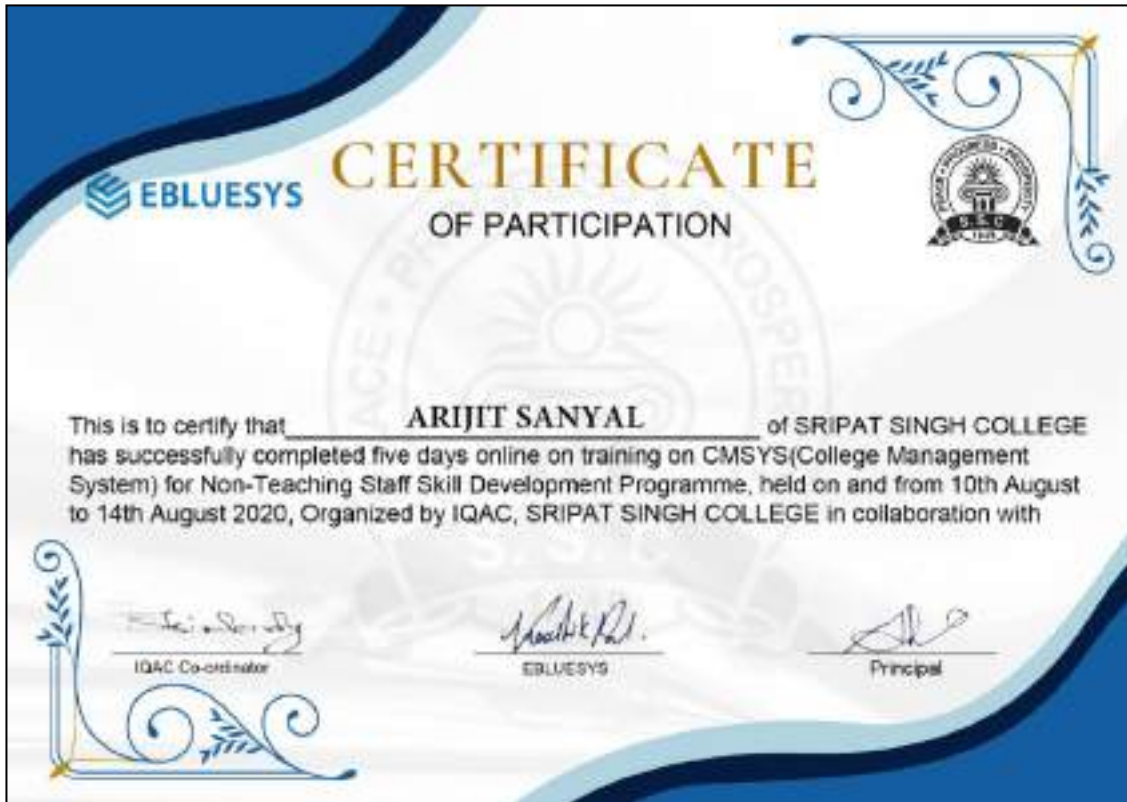 EBLUESYS
CERTIFICATE
OF PARTICIPATION
PEACE • PROGRESS • PROSPERITY
S. S. C
This is to certify that ARIJIT SANYAL of SRIPAT SINGH COLLEGE
has successfully completed five days online on training on CMSYS(College Management
System) for Non-Teaching Staff Skill Development Programme, held on and from 10th August
to 14th August 2020, Organized by IQAC, SRIPAT SINGH COLLEGE in collaboration with
IQAC Co-ordinator
EBLUESYS
Principal